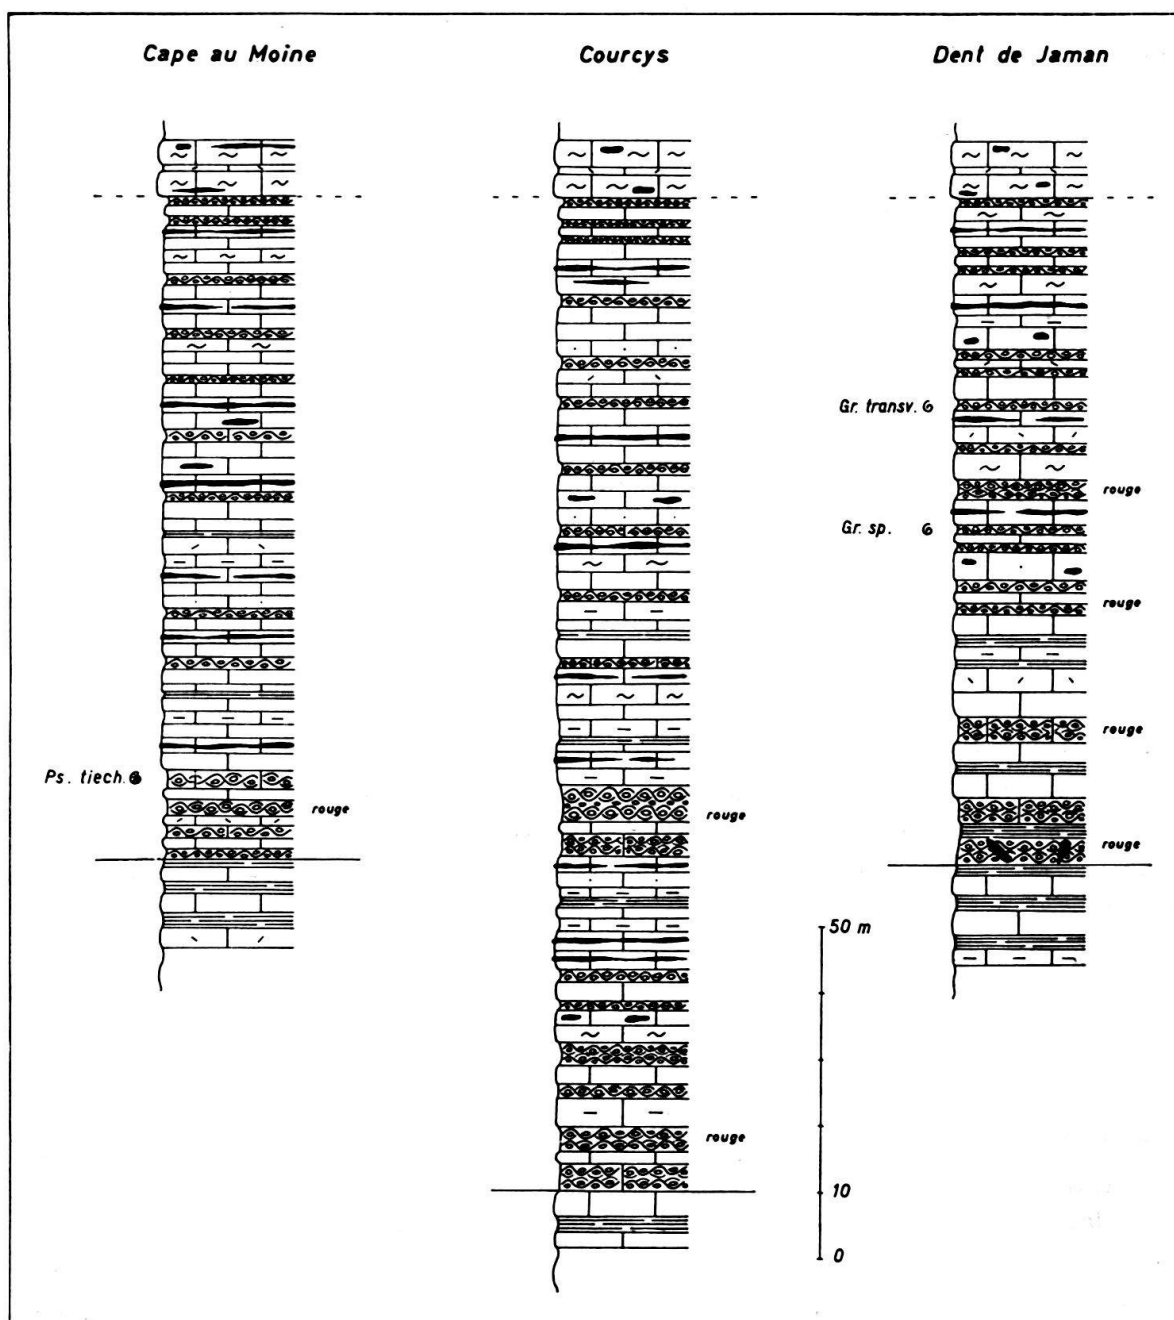 Cape au Moine
Courcys
Dent de Jaman
Gr. transv.
rouge
Gr. sp.
rouge
rouge
Ps. tiech.
rouge
rouge
rouge
50 m
rouge
10
0